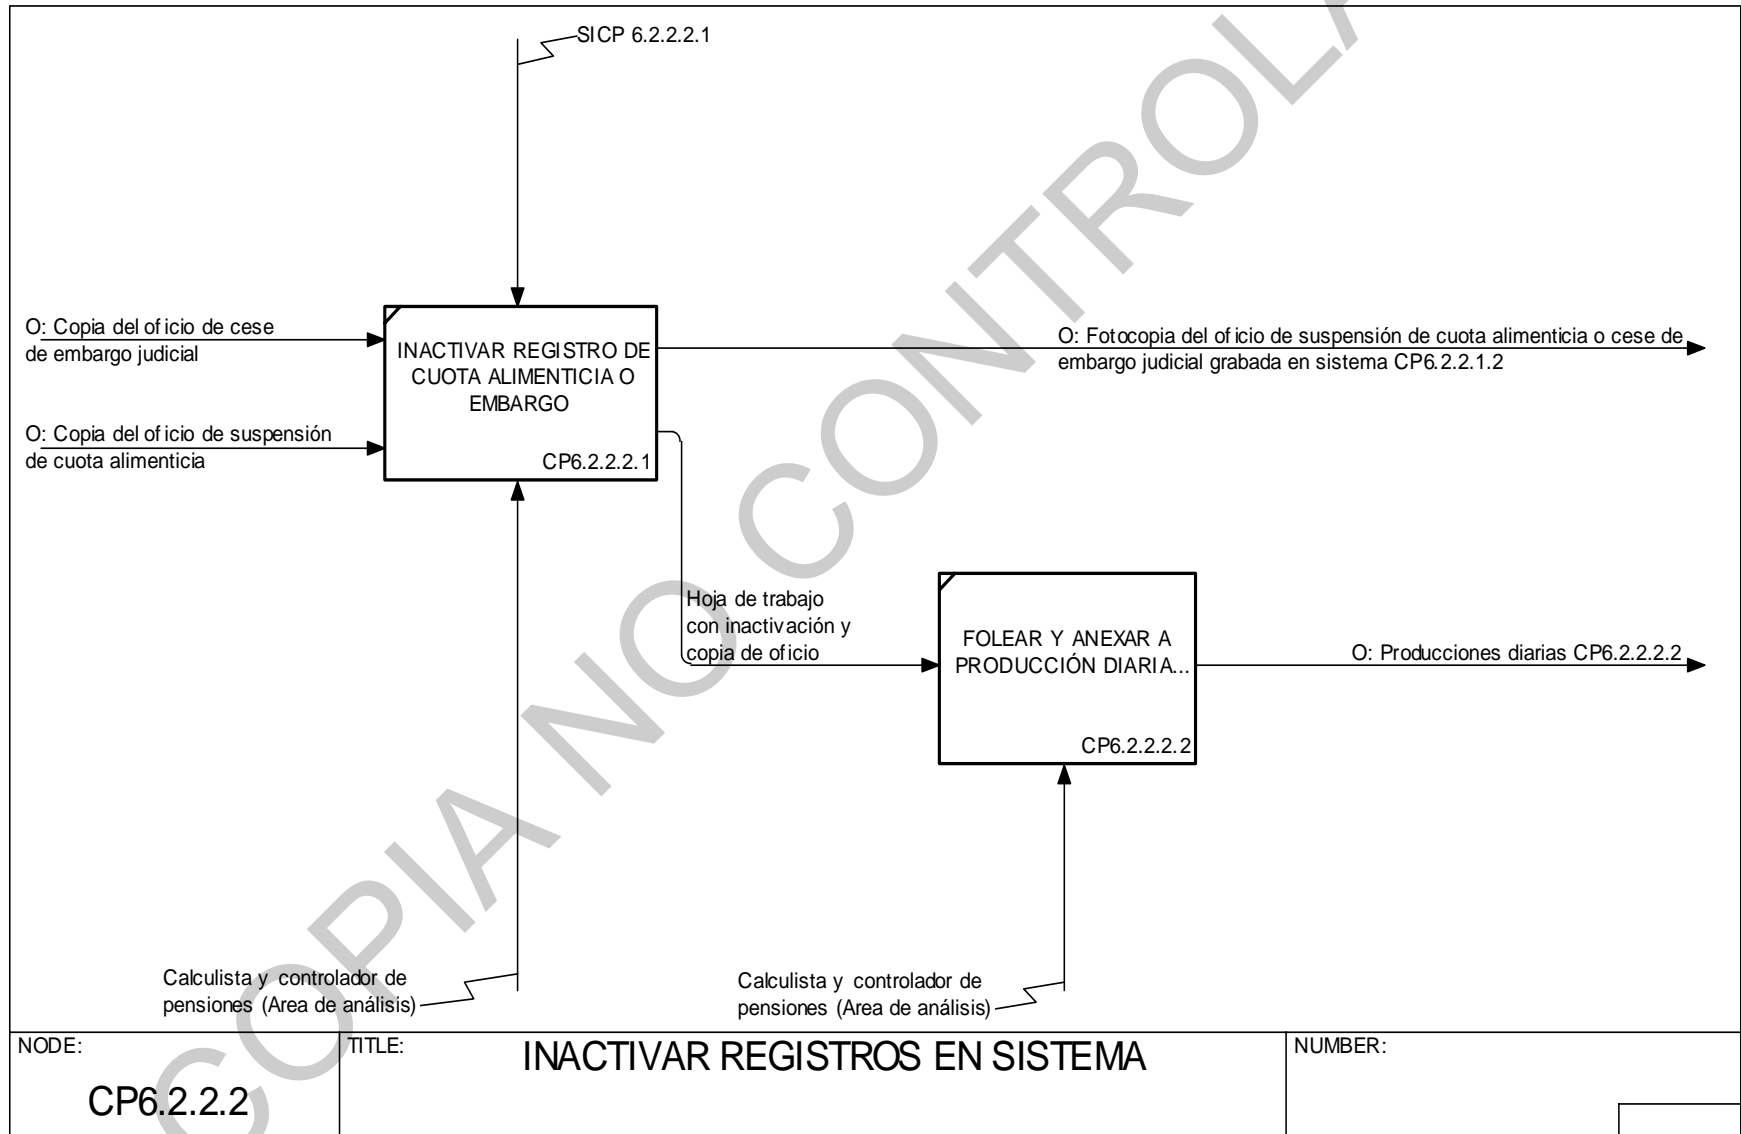 SICP 6.2.2.2.1
O: Copia del oficio de cese
de embargo judicial
INACTIVAR REGISTRO DE
CUOTA ALIMENTICIA O
EMBARGO
CP6.2.2.2.1
O: Fotocopia del oficio de suspensión de cuota alimenticia o cese de
embargo judicial grabada en sistema CP6.2.2.1.2
O: Copia del oficio de suspensión
de cuota alimenticia
Hoja de trabajo
con inactivación y
copia de oficio
FOLEAR Y ANEXAR A
PRODUCCIÓN DIARIA...
CP6.2.2.2.2
O: Producciones diarias CP6.2.2.2.2
Calculista y controlador de
pensiones (Area de análisis)
Calculista y controlador de
pensiones (Area de análisis)
NODE:
CP6.2.2.2
TITLE:
INACTIVAR REGISTROS EN SISTEMA
NUMBER:
COPIA NO CONTROLA